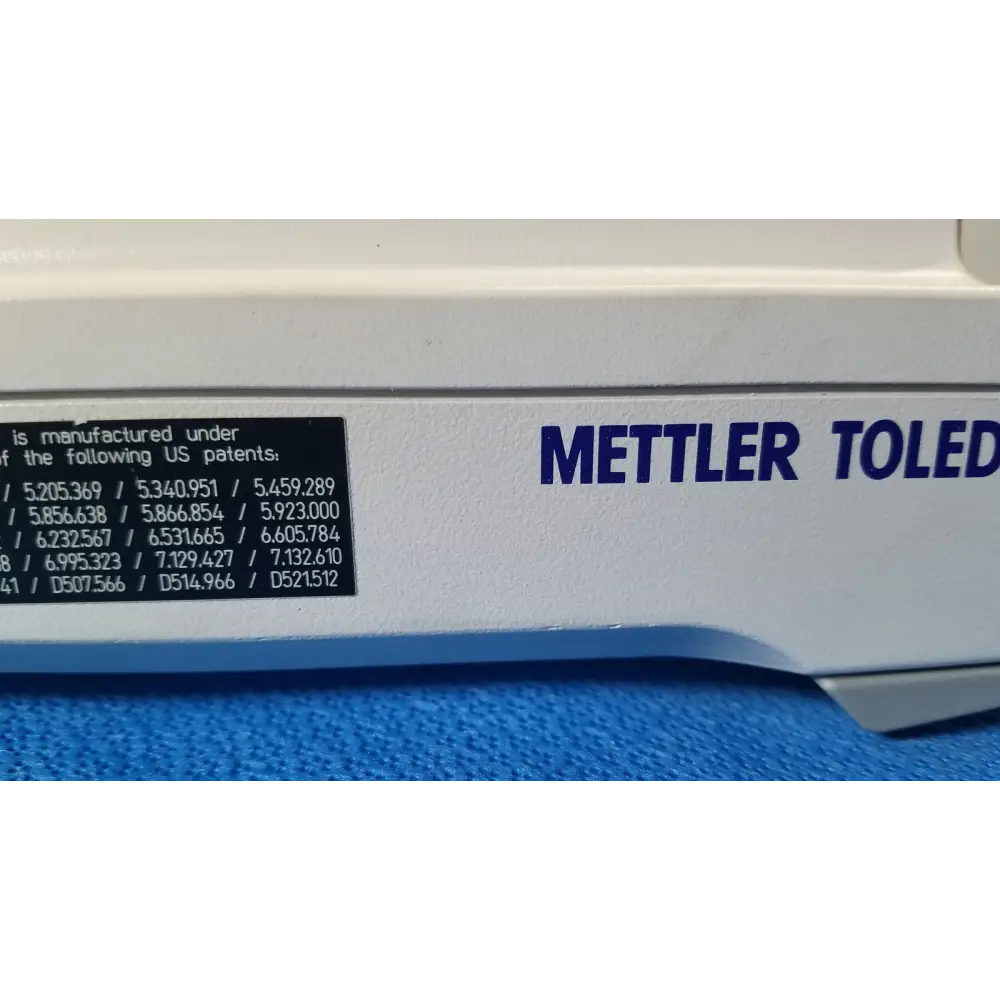 is manufactured under
of the following US patents:
/ 5.205.369 / 5.340.951 / 5.459.289
/ 5.856.638 / 5.866.854 / 5.923.000
/ 6.232.567 / 6.531.665 / 6.605.784
8 / 6.995.323 / 7.129.427 / 7.132.610
41 / D507.566 / D514.966 / D521.512
METTLER TOLED